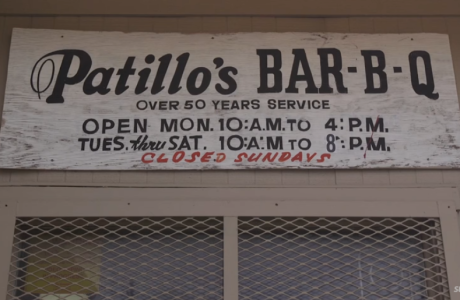 Patillo's BAR-B-Q
OVER 50 YEARS SERVICE
OPEN MON. 10:A.M. TO 4:P.M.
TUES. thru SAT. 10:A.M TO 8:P.M.
CLOSED SUNDAYS